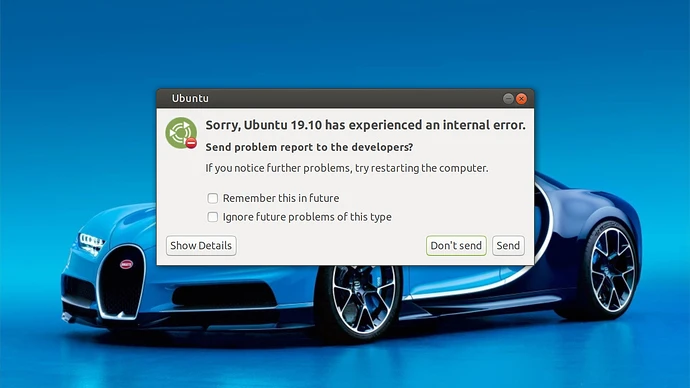 Ubuntu
Sorry, Ubuntu 19.10 has experienced an internal error.
Send problem report to the developers?
If you notice further problems, try restarting the computer.
Remember this in future
Ignore future problems of this type
Show Details
Don't send
Send